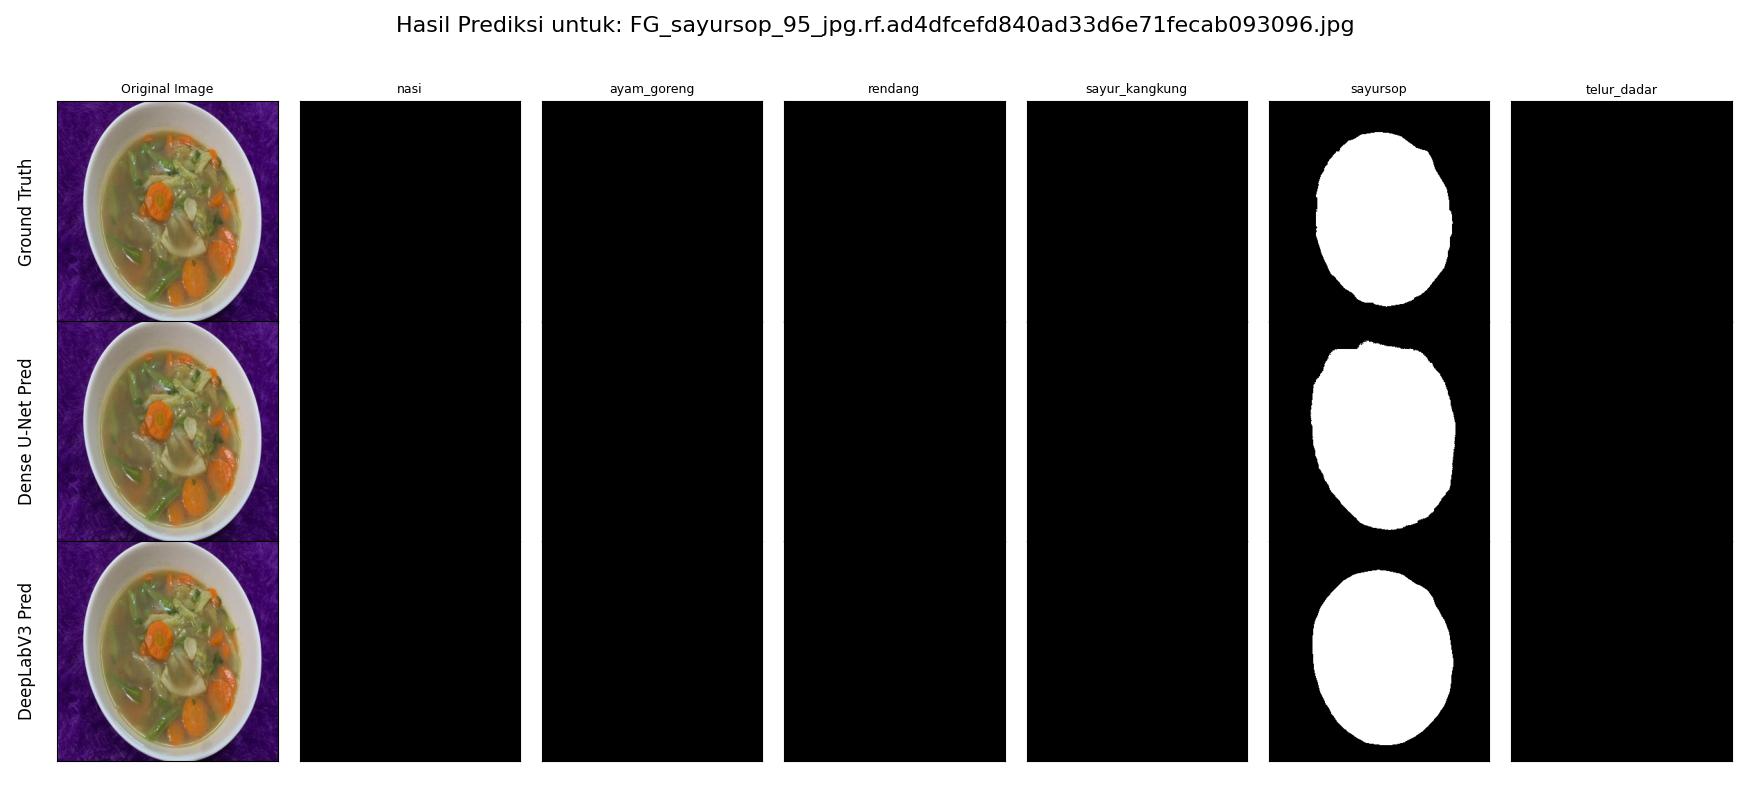 Hasil Prediksi untuk: FG_sayursop_95_jpg.rf.ad4dfcefd840ad33d6e71fecab093096.jpg
Original Image
nasi
ayam_goreng
rendang
sayur_kangkung
sayursop
telur_dadar
Ground Truth
Dense U-Net Pred
DeepLabV3 Pred